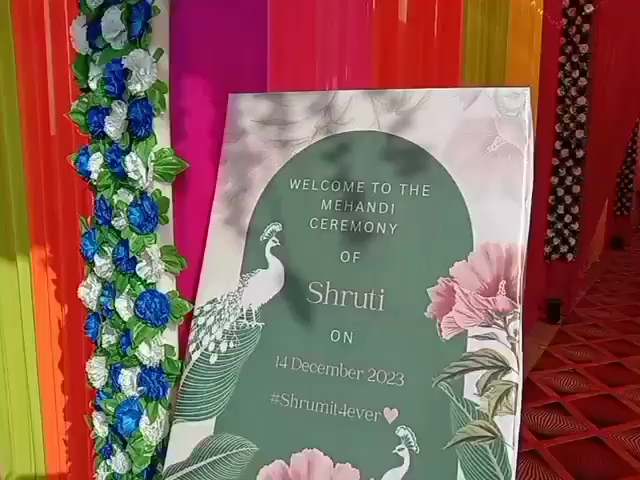 WELCOME TO THE
MEHANDI
CEREMONY
OF
Shruti
ON
14 December 2023
#Shrumit4ever